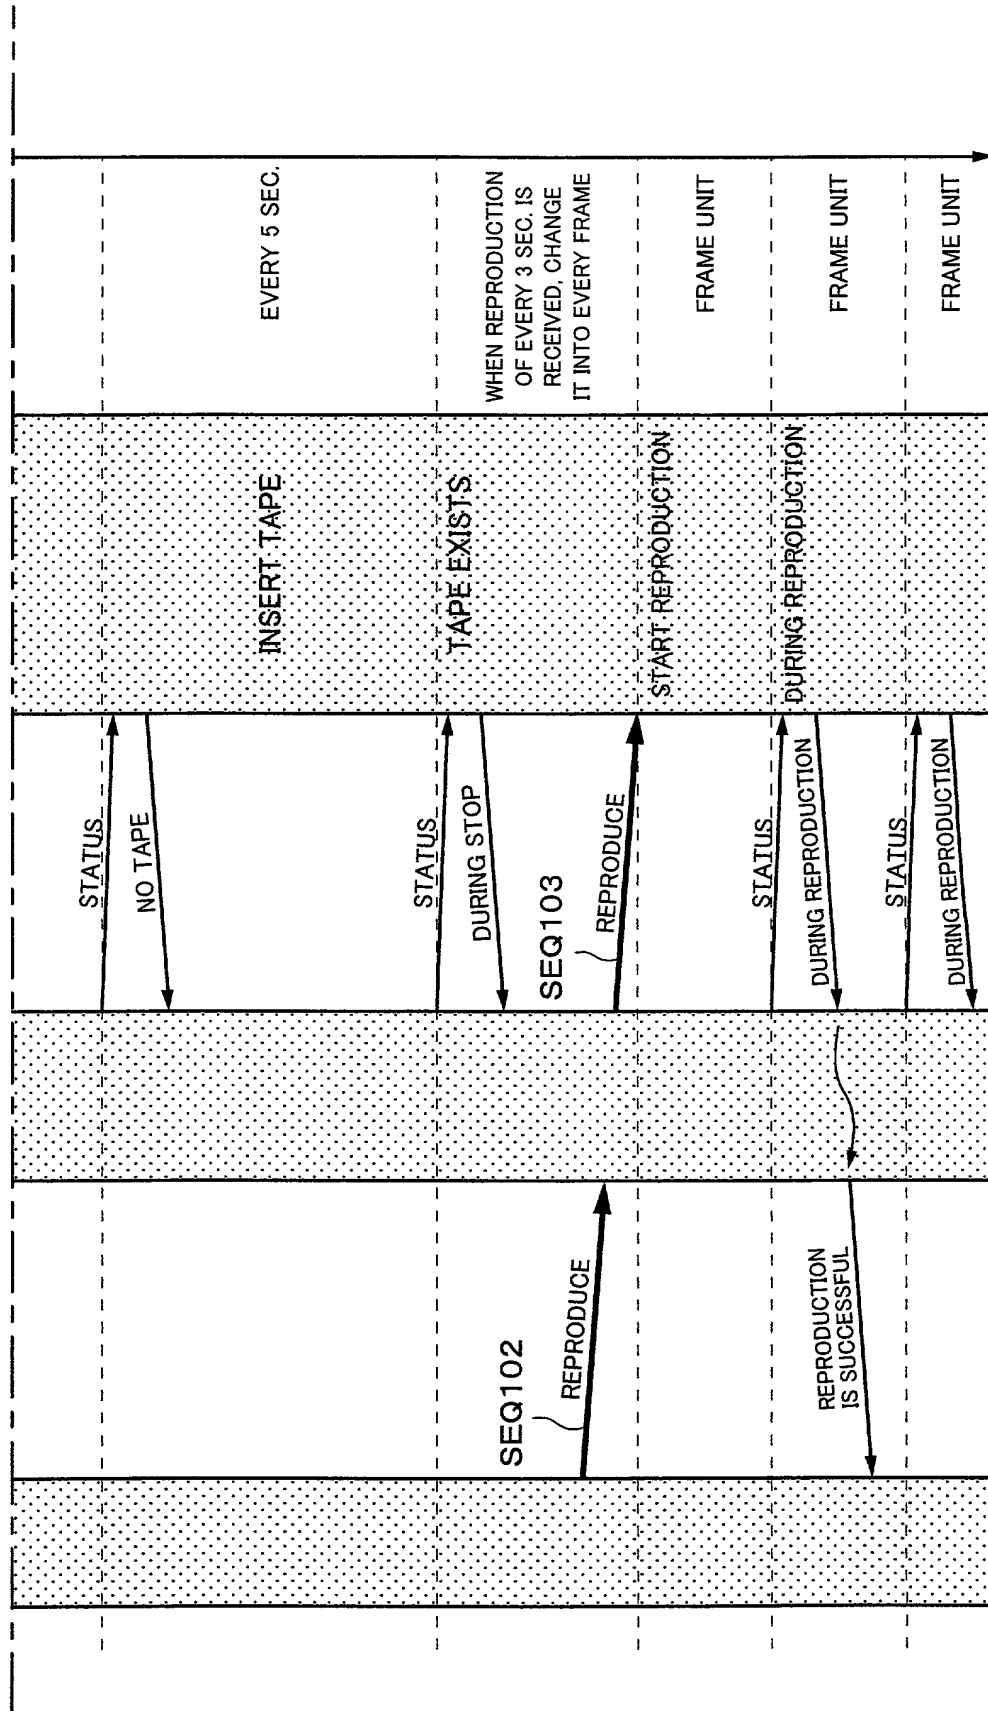 EVERY 5 SEC.
WHEN REPRODUCTION
OF EVERY 3 SEC. IS
RECEIVED, CHANGE
IT INTO EVERY FRAME
FRAME UNIT
FRAME UNIT
FRAME UNIT
INSERT TAPE
TAPE EXISTS
START REPRODUCTION
DURING REPRODUCTION
STATUS
NO TAPE
STATUS
DURING STOP
SEQ103
REPRODUCE
STATUS
DURING REPRODUCTION
STATUS
DURING REPRODUCTION
SEQ102
REPRODUCE
REPRODUCTION
IS SUCCESSFUL